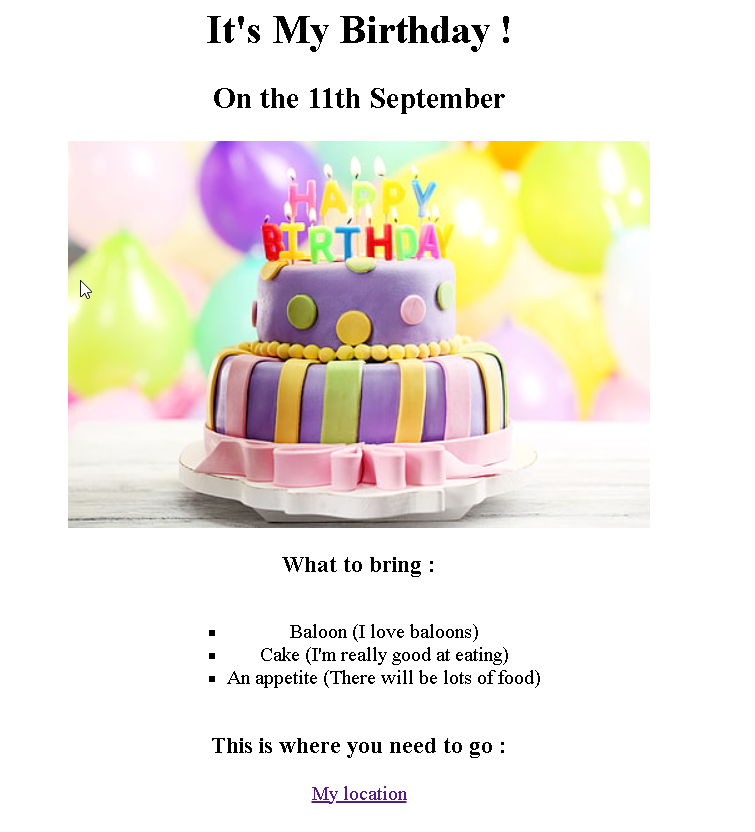 It's My Birthday !
On the 11th September
HAPPY
BIRTHDAY
What to bring :
Baloon (I love baloons)
Cake (I'm really good at eating)
An appetite (There will be lots of food)
This is where you need to go :
My location